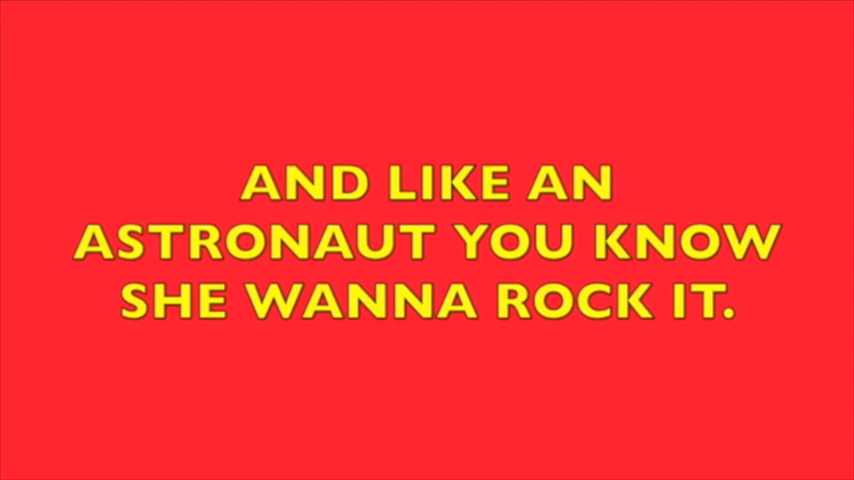 AND LIKE AN
ASTRONAUT YOU KNOW
SHE WANNA ROCK IT.